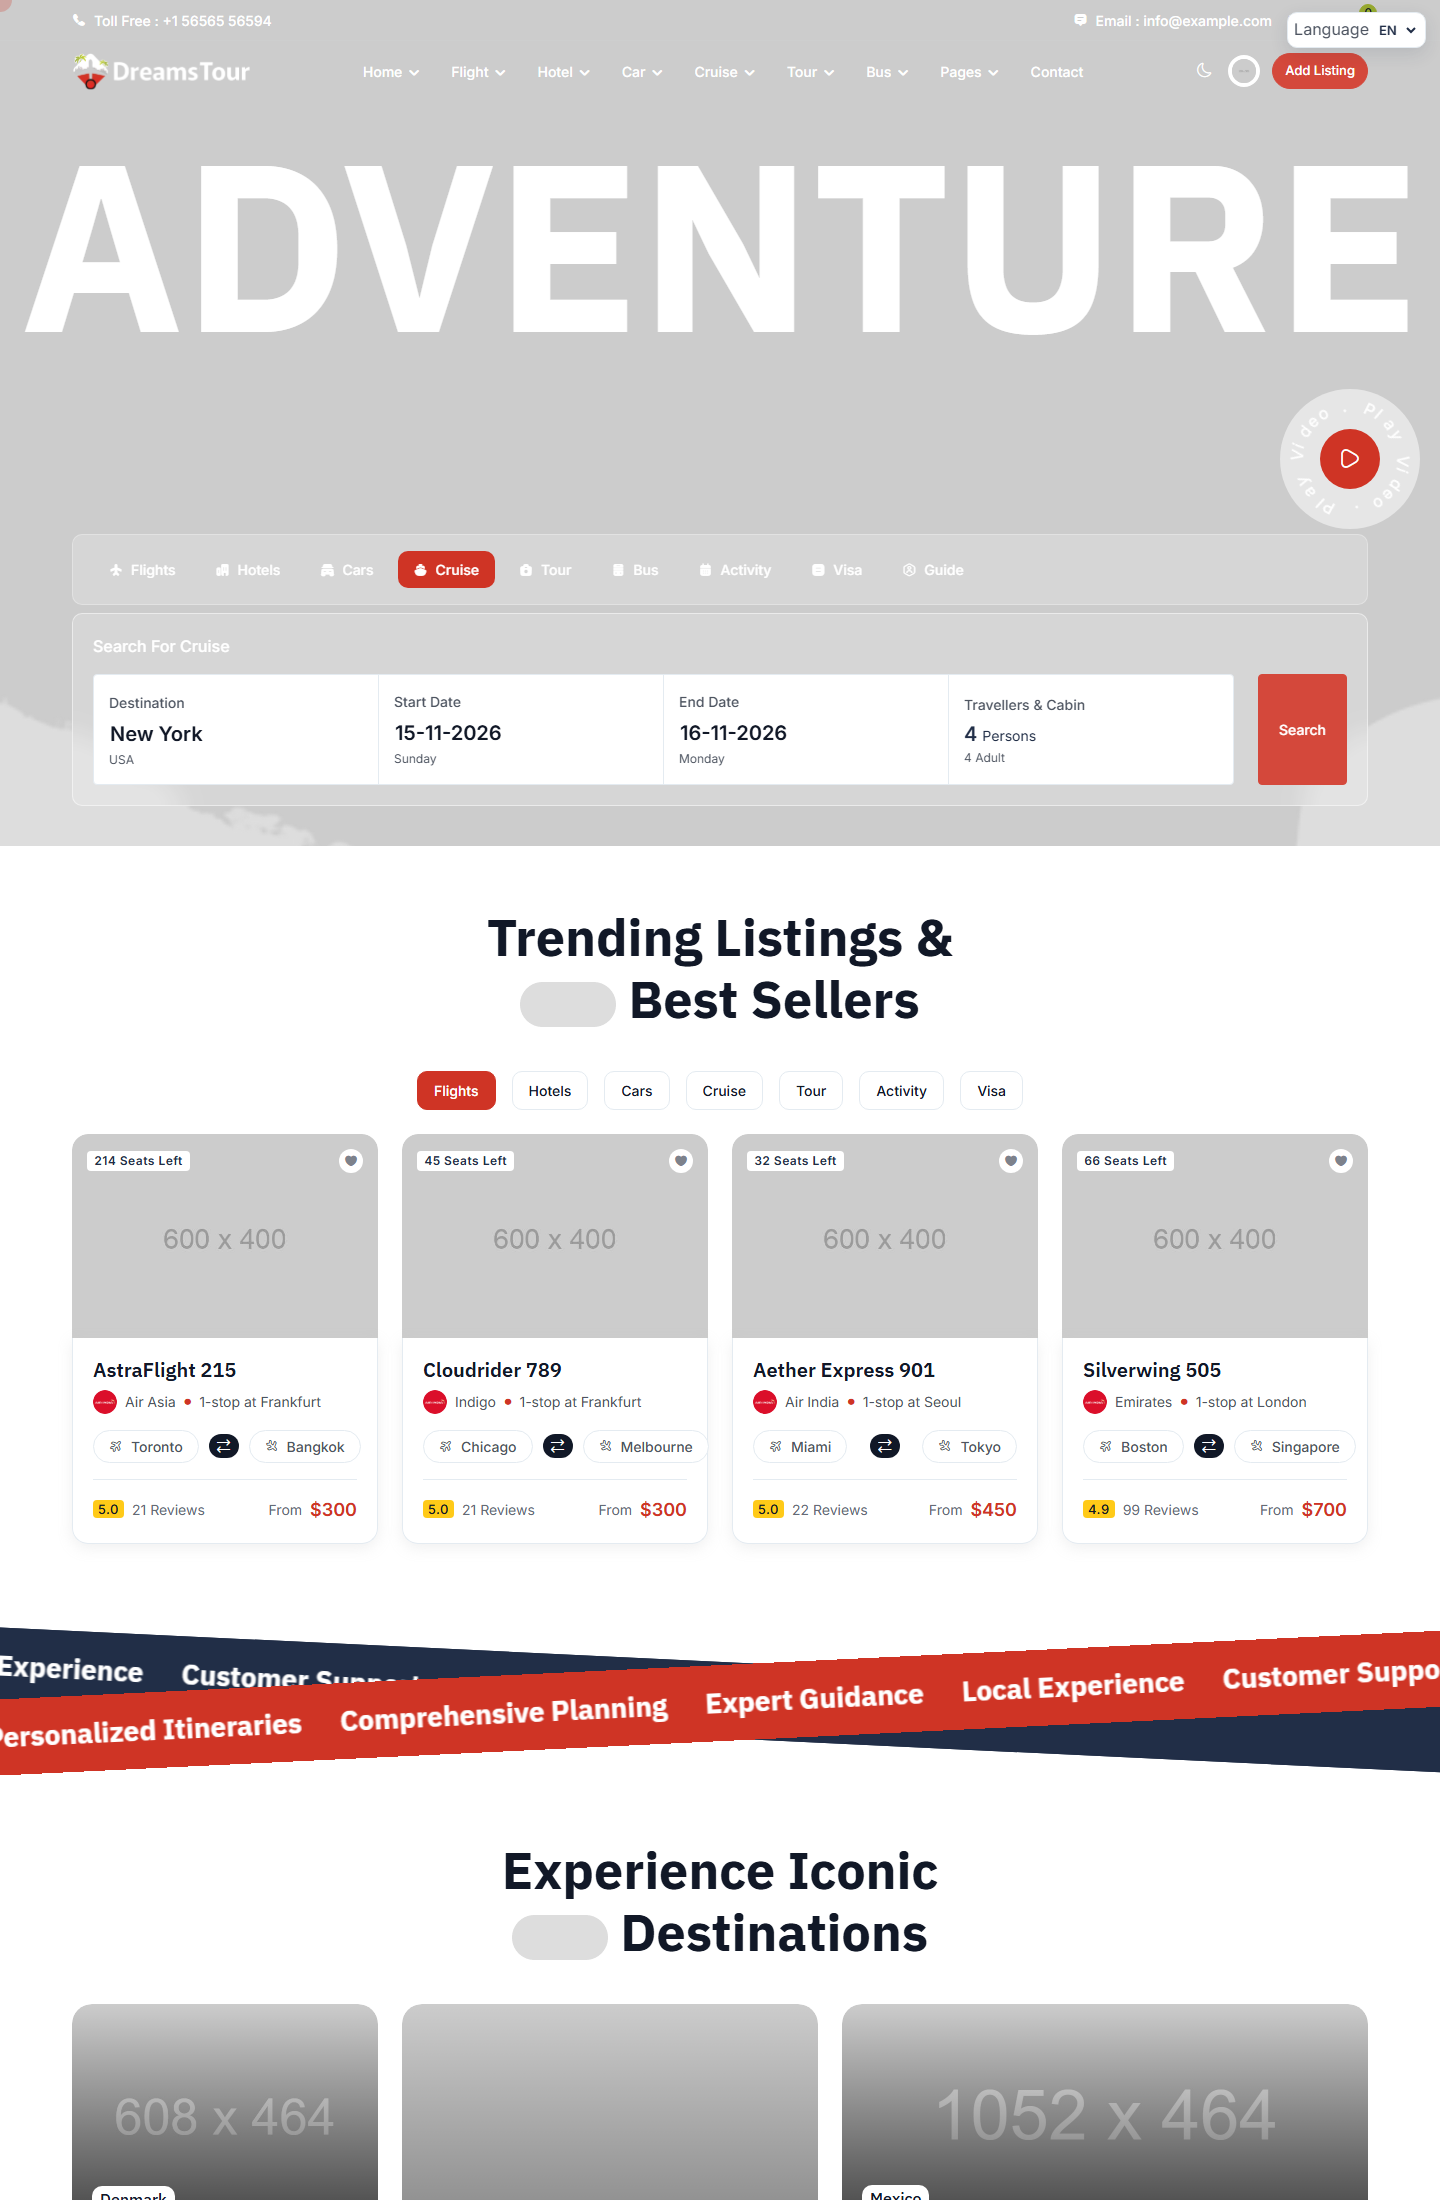 Toll Free : +1 56565 56594
Email : info@example.com
Language EN
DreamsTour
Home
Flight
Hotel
Car
Cruise
Tour
Bus
Pages
Contact
Add Listing
ADVENTURE
Play Video · Play Video ·
Flights
Hotels
Cars
Cruise
Tour
Bus
Activity
Visa
Guide
Search For Cruise
Destination
New York
USA
Start Date
15-11-2026
Sunday
End Date
16-11-2026
Monday
Travellers & Cabin
4 Persons
4 Adult
Search
Trending Listings &
Best Sellers
Flights
Hotels
Cars
Cruise
Tour
Activity
Visa
214 Seats Left
600 x 400
AstraFlight 215
Air Asia • 1-stop at Frankfurt
Toronto
Bangkok
5.0 21 Reviews
From $300
45 Seats Left
600 x 400
Cloudrider 789
Indigo • 1-stop at Frankfurt
Chicago
Melbourne
5.0 21 Reviews
From $300
32 Seats Left
600 x 400
Aether Express 901
Air India • 1-stop at Seoul
Miami
Tokyo
5.0 22 Reviews
From $450
66 Seats Left
600 x 400
Silverwing 505
Emirates • 1-stop at London
Boston
Singapore
4.9 99 Reviews
From $700
Experience Customer Support
Personalized Itineraries Comprehensive Planning Expert Guidance Local Experience Customer Suppo
Experience Iconic
Destinations
608 x 464
Denmark
1052 x 464
Mexico